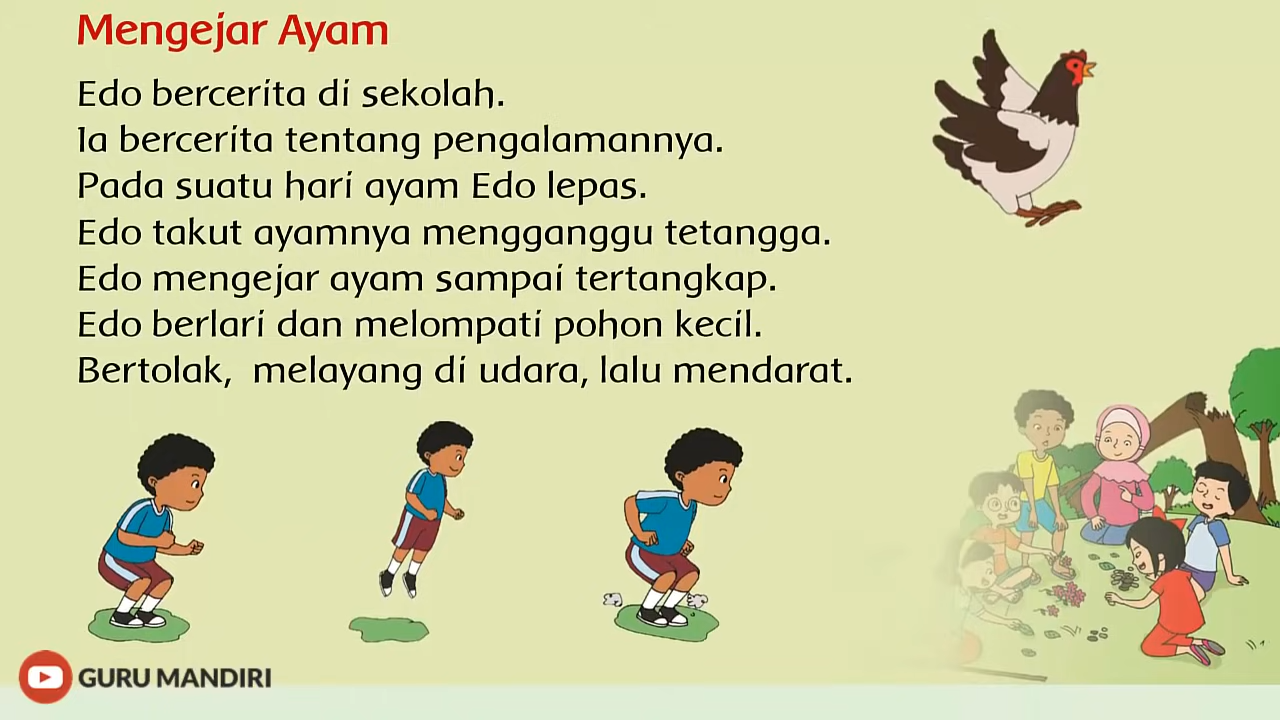 Mengejar Ayam
Edo bercerita di sekolah.
Ia bercerita tentang pengalamannya.
Pada suatu hari ayam Edo lepas.
Edo takut ayamnya mengganggu tetangga.
Edo mengejar ayam sampai tertangkap.
Edo berlari dan melompati pohon kecil.
Bertolak, melayang di udara, lalu mendarat.
GURU MANDIRI